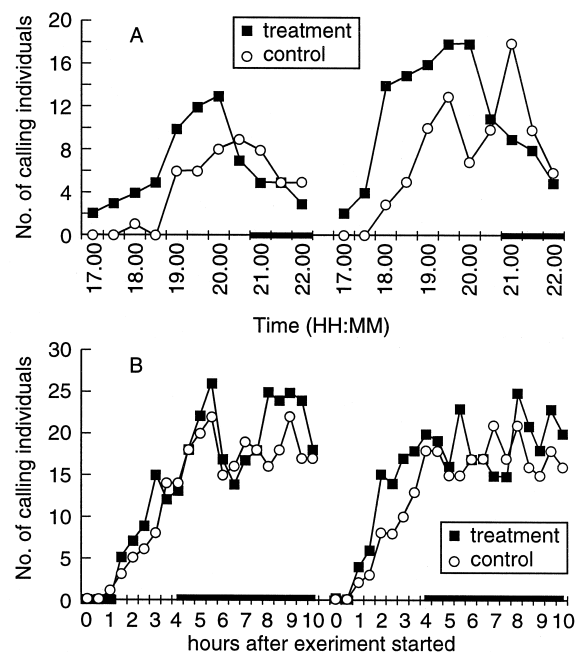 20
A
treatment
control
16
12
8
4
0
No. of calling individuals
17.00 18.00 19.00 20.00 21.00 22.00 17.00 18.00 19.00 20.00 21.00 22.00
Time (HH:MM)
30
B
25
20
15
10
5
0
No. of calling individuals
treatment
control
0 1 2 3 4 5 6 7 8 9 10 0 1 2 3 4 5 6 7 8 9 10
hours after exeriment started